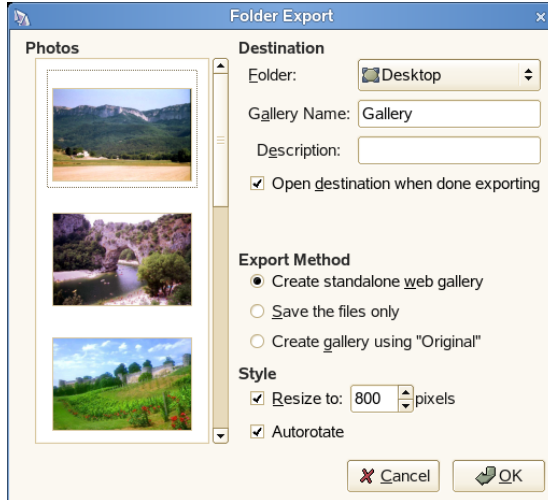 Folder Export
Photos
Destination
Folder:
Desktop
Gallery Name:
Gallery
Description:
Open destination when done exporting
Export Method
Create standalone web gallery
Save the files only
Create gallery using "Original"
Style
Resize to:
800
pixels
Autorotate
Cancel
OK